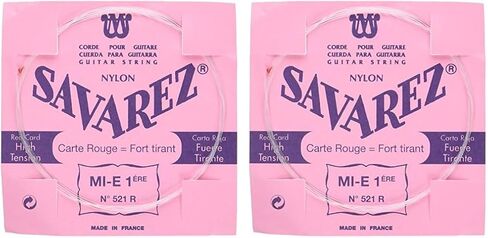 CORDE POUR GUITARE
CUERDA PARA GUITARRA
GUITAR STRING
NYLON
SAVAREZ®
Red Card
High
Tension
Carte Rouge = Fort tirant
Carta Roja
Fuerte
Tirante
MI-E 1ÈRE
N° 521 R
MADE IN FRANCE
CORDE POUR GUITARE
CUERDA PARA GUITARRA
GUITAR STRING
NYLON
SAVAREZ®
Red Card
High
Tension
Carte Rouge = Fort tirant
Carta Roja
Fuerte
Tirante
MI-E 1ÈRE
N° 521 R
MADE IN FRANCE